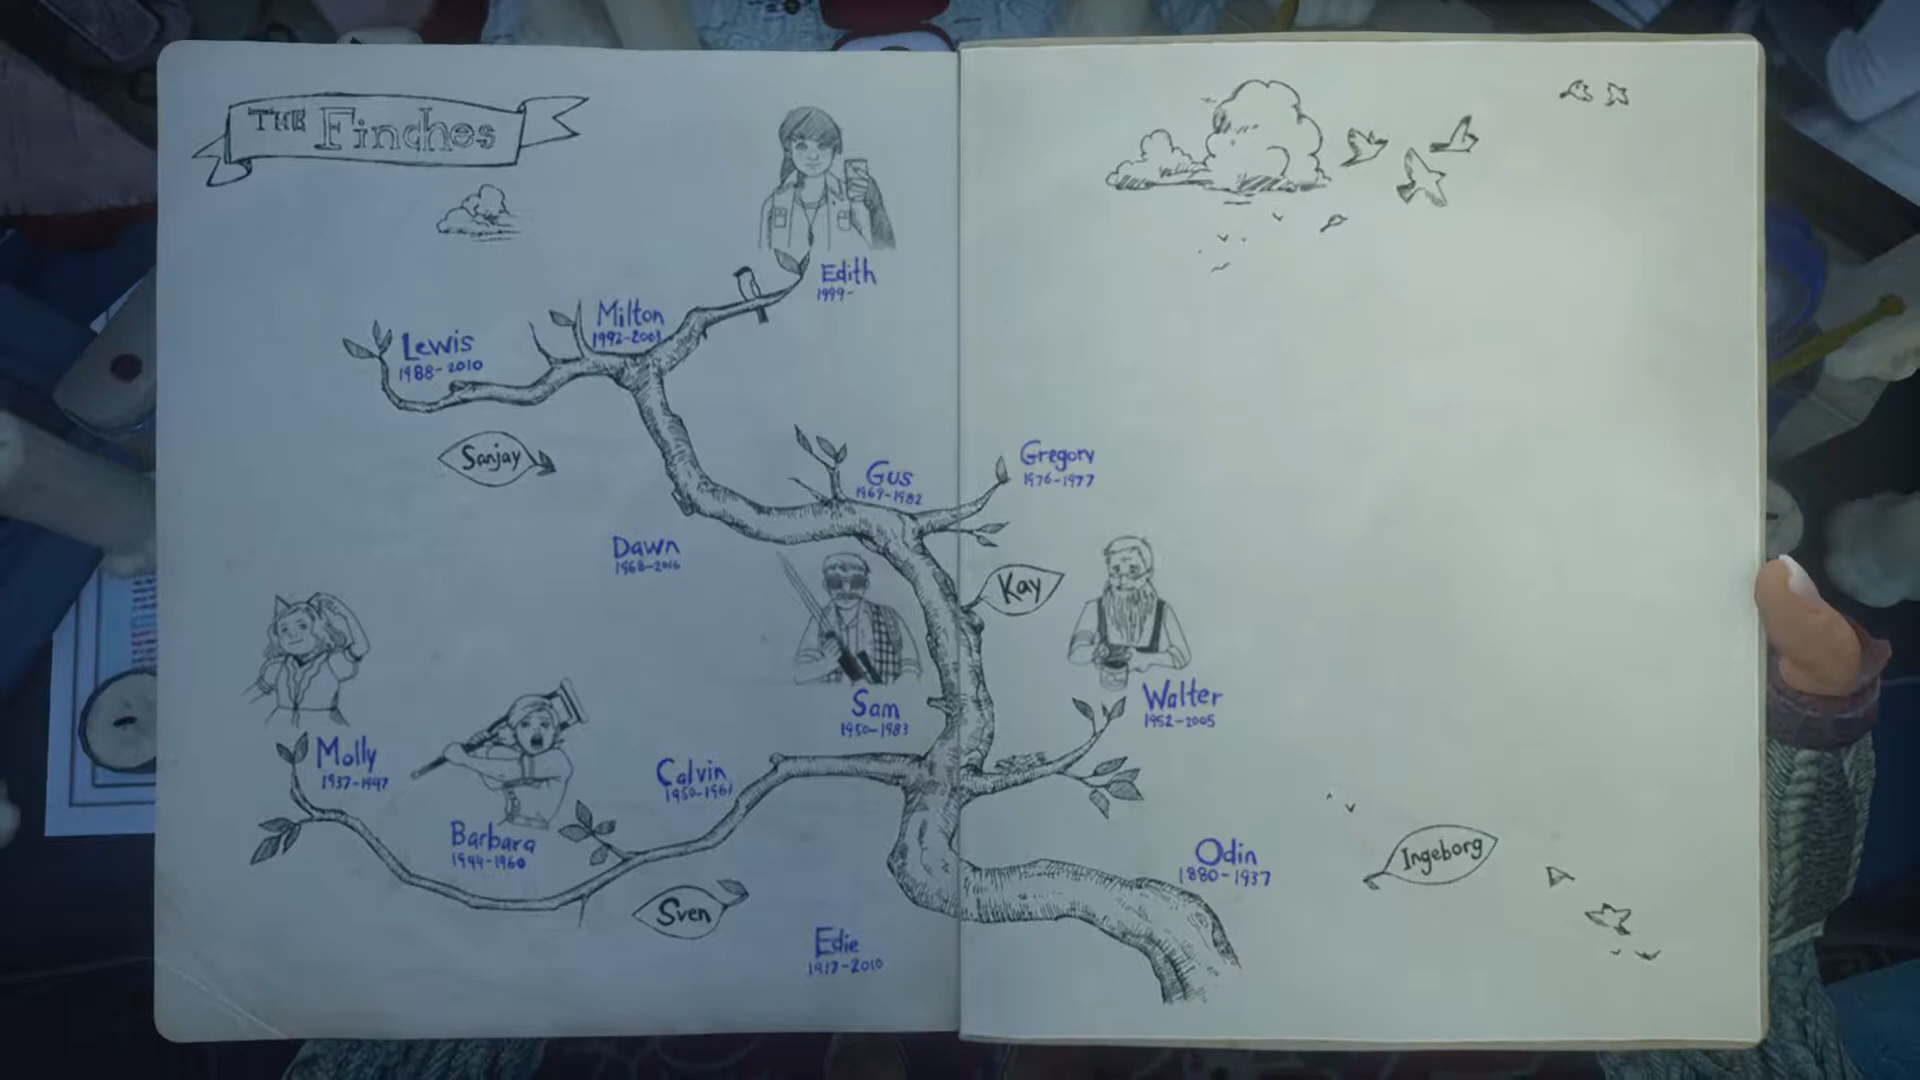 THE Finches
Edith
1999-
Milton
1992-2003
Lewis
1988-2010
Sanjay
Gregory
1976-1977
Gus
1969-1982
Dawn
1968-2016
Kay
Sam
1950-1983
Walter
1952-2005
Molly
1937-1947
Calvin
1950-1961
Barbara
1944-1960
Sven
Odin
1880-1937
Ingeborg
Edie
1917-2010